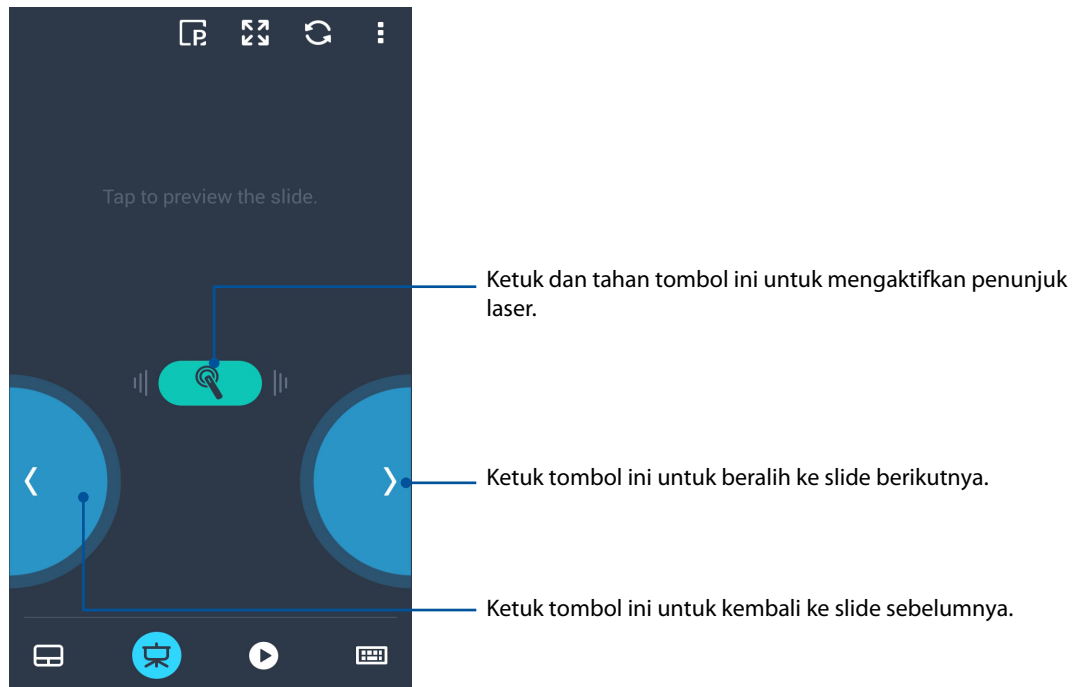 Tap to preview the slide.
Ketuk dan tahan tombol ini untuk mengaktifkan penunjuk
laser.
Ketuk tombol ini untuk beralih ke slide berikutnya.
Ketuk tombol ini untuk kembali ke slide sebelumnya.